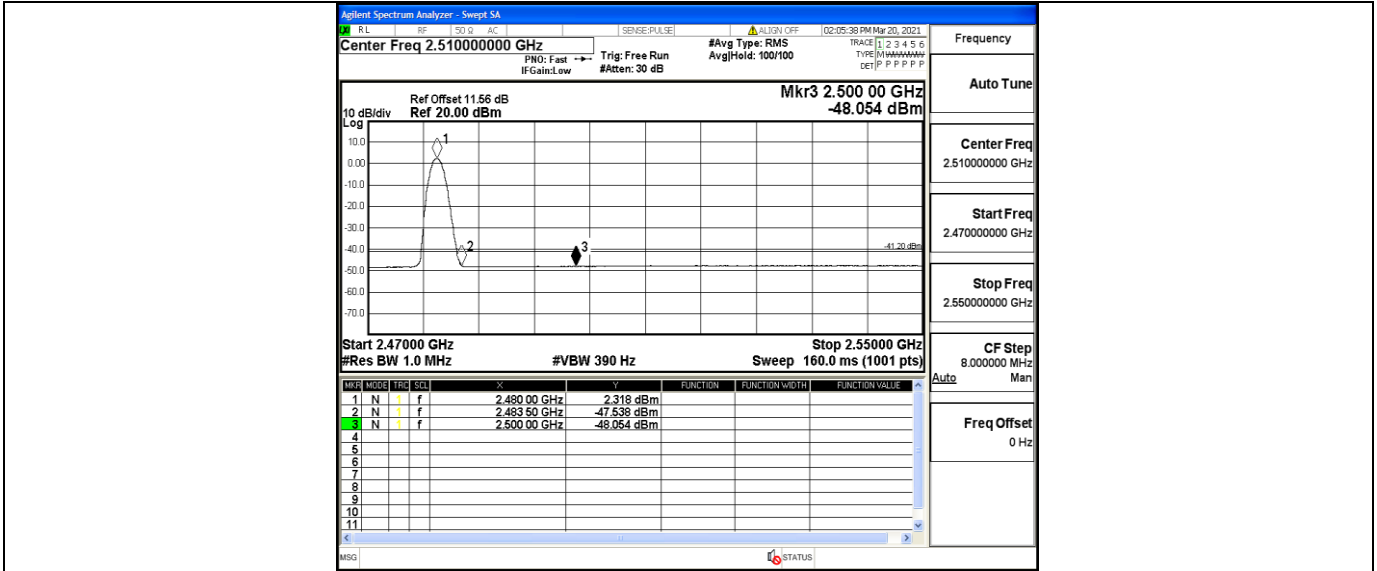 Agilent Spectrum Analyzer - Swept SA
RL RF 50 Ω AC SENSE:PULSE ALIGN OFF 02:05:38 PM Mar 20, 2021
Center Freq 2.510000000 GHz
PNO: Fast
IFGain:Low
Trig: Free Run
#Atten: 30 dB
#Avg Type: RMS
Avg|Hold: 100/100
TRACE 1 2 3 4 5 6
TYPE M WWWWW
DET P P P P P P
Frequency
Auto Tune
Center Freq
2.510000000 GHz
Start Freq
2.470000000 GHz
Stop Freq
2.550000000 GHz
CF Step
8.000000 MHz
Auto Man
Freq Offset
0 Hz
Mkr3 2.500 00 GHz
-48.054 dBm
Ref Offset 11.56 dB
10 dB/div Ref 20.00 dBm
Log
10.0
0.00
-10.0
-20.0
-30.0
-40.0
-50.0
-60.0
-70.0
1
2
3
-41.20 dBm
Start 2.47000 GHz Stop 2.55000 GHz
#Res BW 1.0 MHz #VBW 390 Hz Sweep 160.0 ms (1001 pts)
MKR MODE TRC SCL X Y FUNCTION FUNCTION WIDTH FUNCTION VALUE
1 N 1 f 2.480 00 GHz 2.318 dBm
2 N 1 f 2.483 50 GHz -47.538 dBm
3 N 1 f 2.500 00 GHz -48.054 dBm
4
5
6
7
8
9
10
11
MSG STATUS